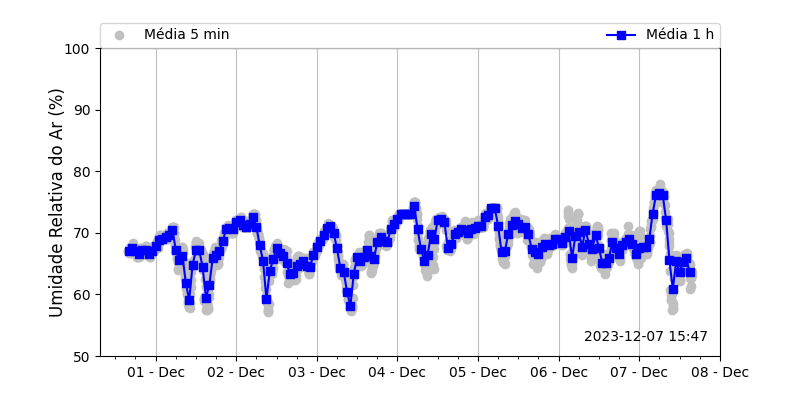 Média 5 min
Média 1 h
Umidade Relativa do Ar (%)
100
90
80
70
60
50
2023-12-07 15:47
01 - Dec
02 - Dec
03 - Dec
04 - Dec
05 - Dec
06 - Dec
07 - Dec
08 - Dec